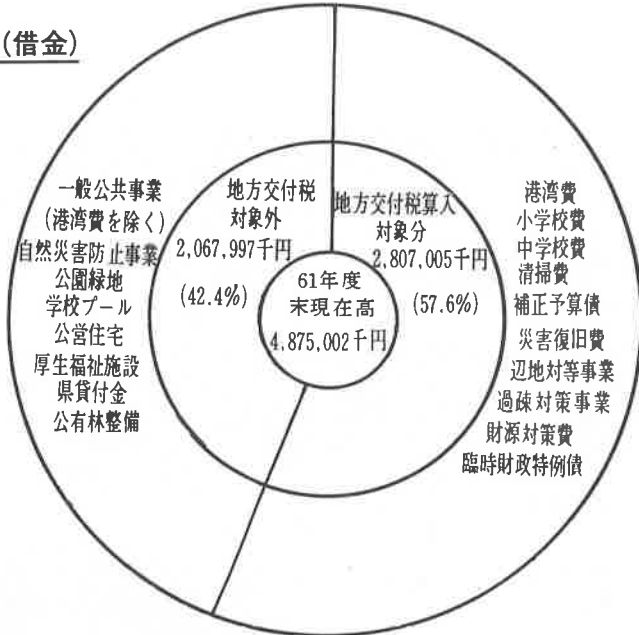 (借金)
一般公共事業
(港湾費を除く)
自然災害防止事業
公園緑地
学校プール
公営住宅
厚生福祉施設
県貸付金
公有林整備
地方交付税
対象外
2,067,997千円
(42.4%)
61年度
末現在高
4,875,002千円
地方交付税算入
対象分
2,807,005千円
(57.6%)
港湾費
小学校費
中学校費
清掃費
補正予算債
災害復旧費
辺地対等事業
過疎対策事業
財源対策費
臨時財政特例債